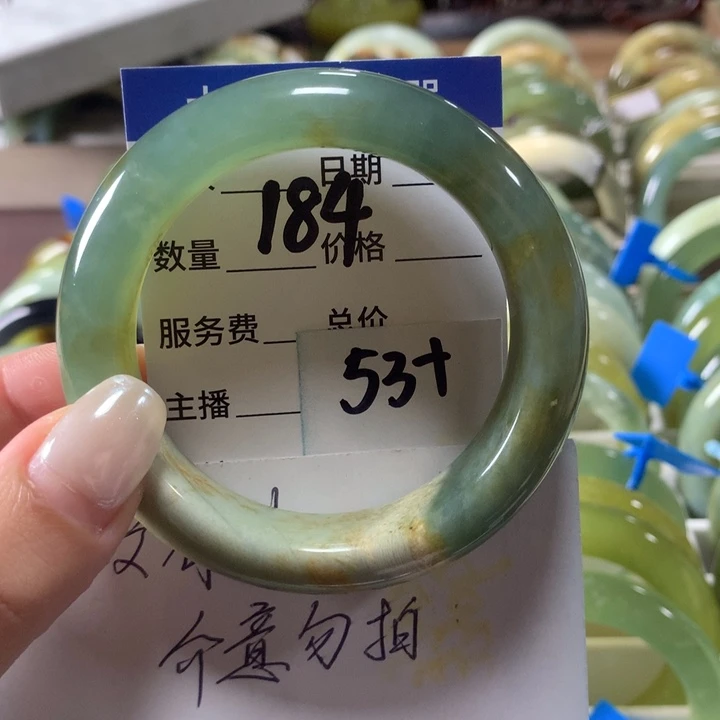 日期
184
数量 价格
服务费 总价
53+
主播
介意勿拍